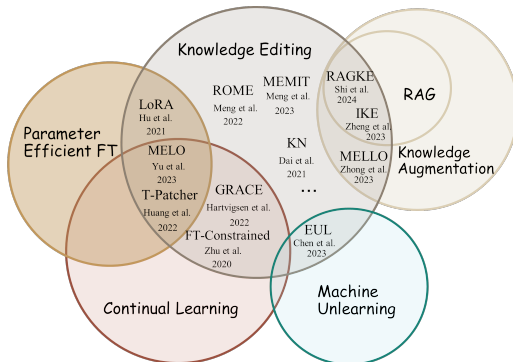 Knowledge Editing
ROME
Meng et al.
2022
MEMIT
Meng et al.
2023
RAGKE
Shi et al.
2024
RAG
IKE
Zheng et al.
2023
LoRA
Hu et al.
2021
Parameter
Efficient FT
KN
Dai et al.
2021
...
MELLO
Zhong et al.
2023
Knowledge
Augmentation
MELO
Yu et al.
2023
T-Patcher
Huang et al.
2022
GRACE
Hartvigsen et al.
2022
FT-Constrained
Zhu et al.
2020
EUL
Chen et al.
2023
Continual Learning
Machine
Unlearning